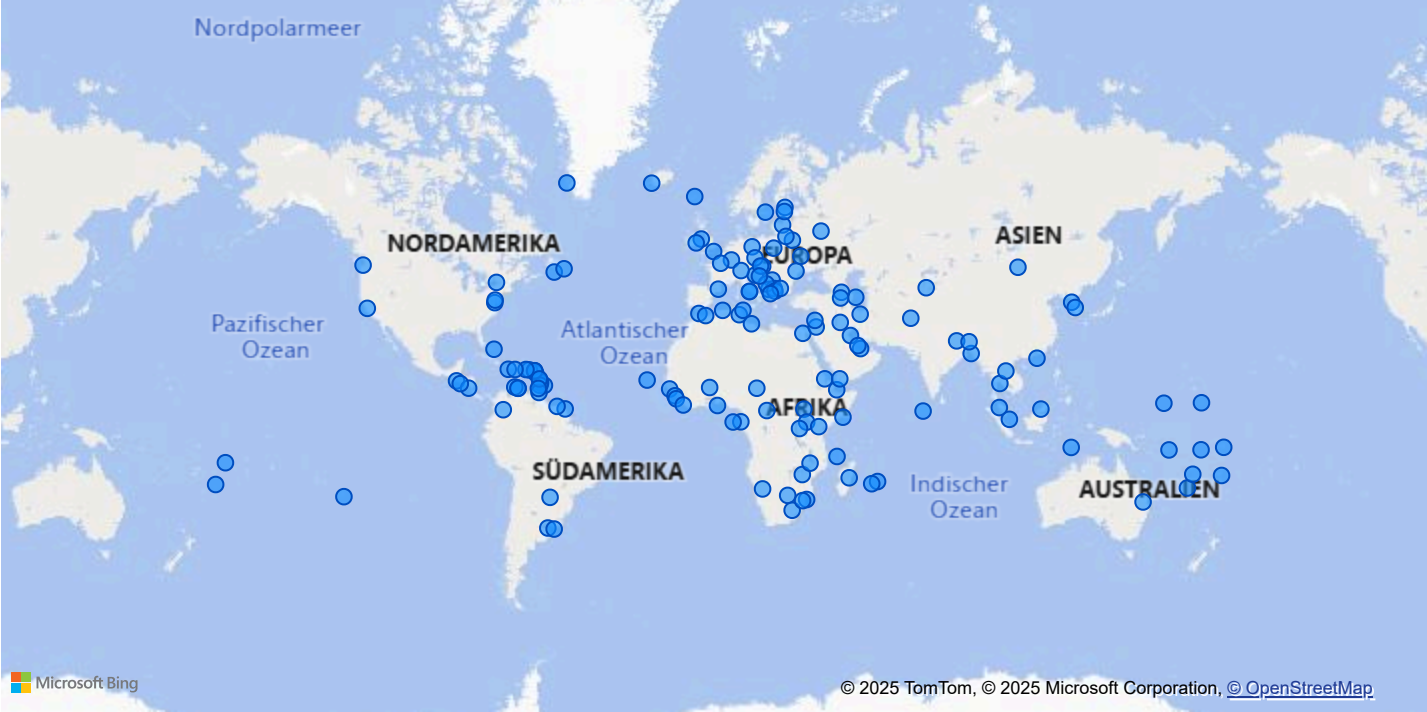 Nordpolarmeer
NORDAMERIKA
EUROPA
ASIEN
Pazifischer
Ozean
Atlantischer
Ozean
AFRIKA
SÜDAMERIKA
Indischer
Ozean
AUSTRALIEN
Microsoft Bing
© 2025 TomTom, © 2025 Microsoft Corporation, © OpenStreetMap